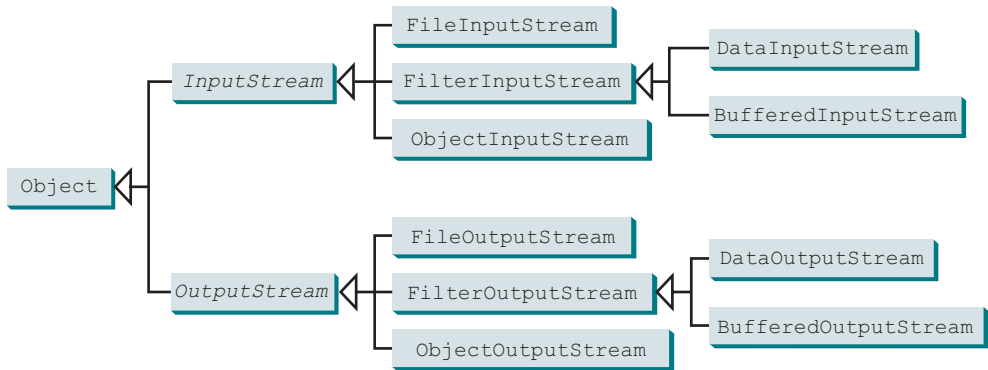 FileInputStream
DataInputStream
InputStream
FilterInputStream
BufferedInputStream
ObjectInputStream
Object
FileOutputStream
DataOutputStream
OutputStream
FilterOutputStream
BufferedOutputStream
ObjectOutputStream